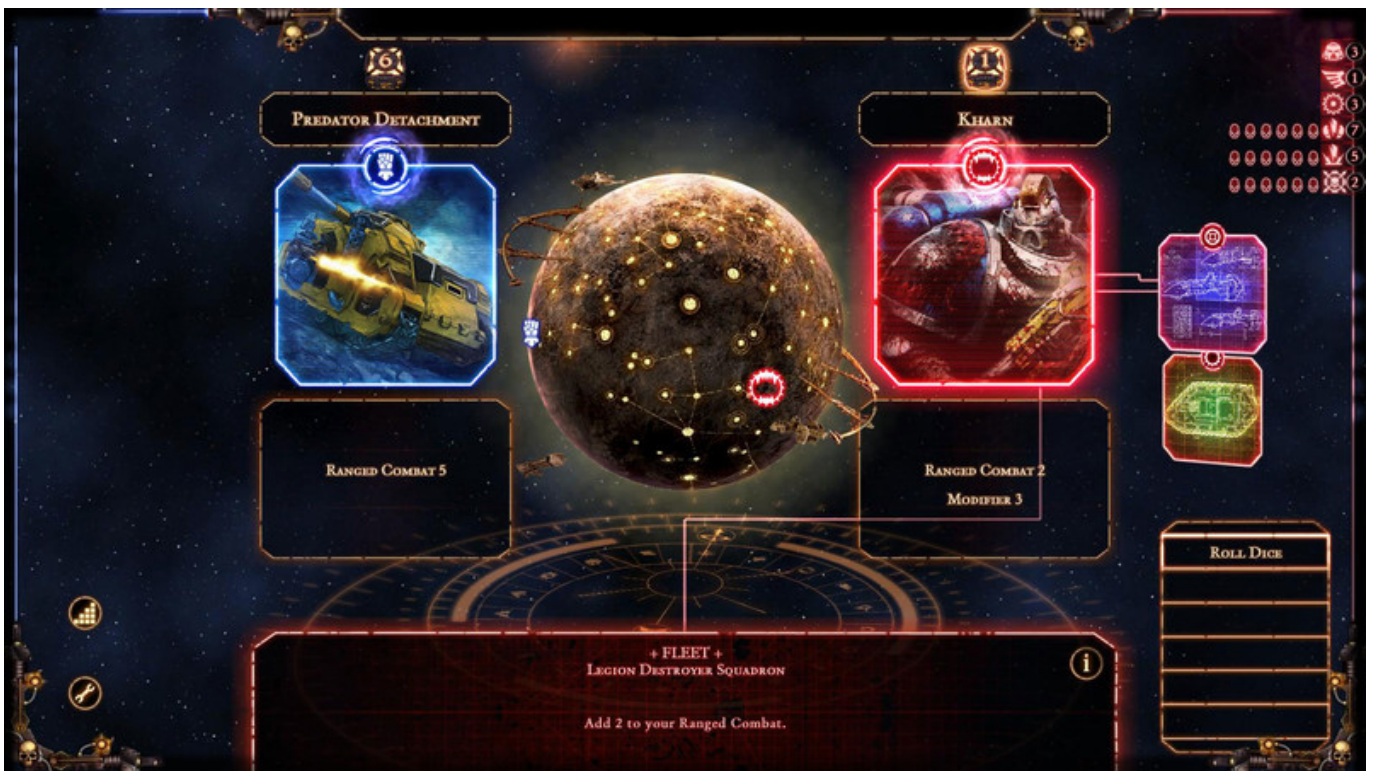 6
1
3
1
3
7
5
2
Predator Detachment
Kharn
Ranged Combat 5
Ranged Combat 2
Modifier 3
Roll Dice
+ FLEET +
Legion Destroyer Squadron
i
Add 2 to your Ranged Combat.